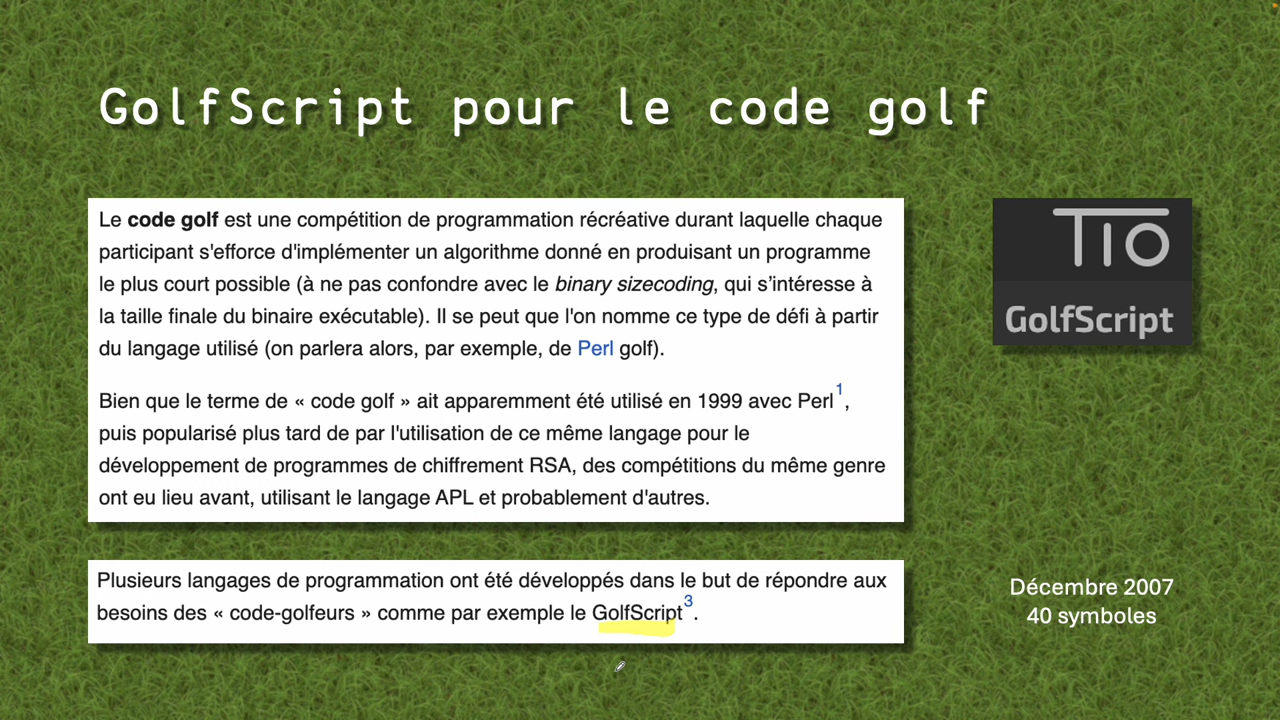 GolfScript pour le code golf
Le code golf est une compétition de programmation récréative durant laquelle chaque
participant s'efforce d'implémenter un algorithme donné en produisant un programme
le plus court possible (à ne pas confondre avec le binary sizecoding, qui s’intéresse à
la taille finale du binaire exécutable). Il se peut que l'on nomme ce type de défi à partir
du langage utilisé (on parlera alors, par exemple, de Perl golf).
Bien que le terme de « code golf » ait apparemment été utilisé en 1999 avec Perl1,
puis popularisé plus tard de par l'utilisation de ce même langage pour le
développement de programmes de chiffrement RSA, des compétitions du même genre
ont eu lieu avant, utilisant le langage APL et probablement d'autres.
TIO
GolfScript
Plusieurs langages de programmation ont été développés dans le but de répondre aux
besoins des « code-golfeurs » comme par exemple le GolfScript3.
Décembre 2007
40 symboles